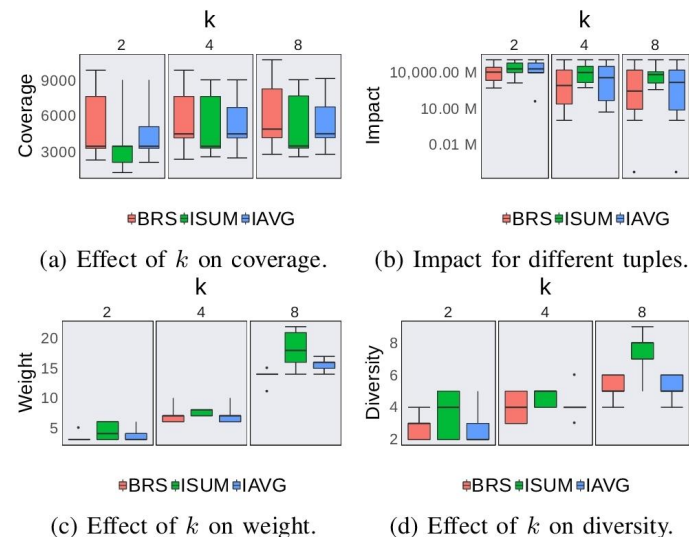 k
2 4 8
9000
6000
3000
Coverage
BRS ISUM IAVG
(a) Effect of k on coverage.
k
2 4 8
10,000.00 M
10.00 M
0.01 M
Impact
BRS ISUM IAVG
(b) Impact for different tuples.
k
2 4 8
20
15
10
5
Weight
BRS ISUM IAVG
(c) Effect of k on weight.
k
2 4 8
8
6
4
2
Diversity
BRS ISUM IAVG
(d) Effect of k on diversity.